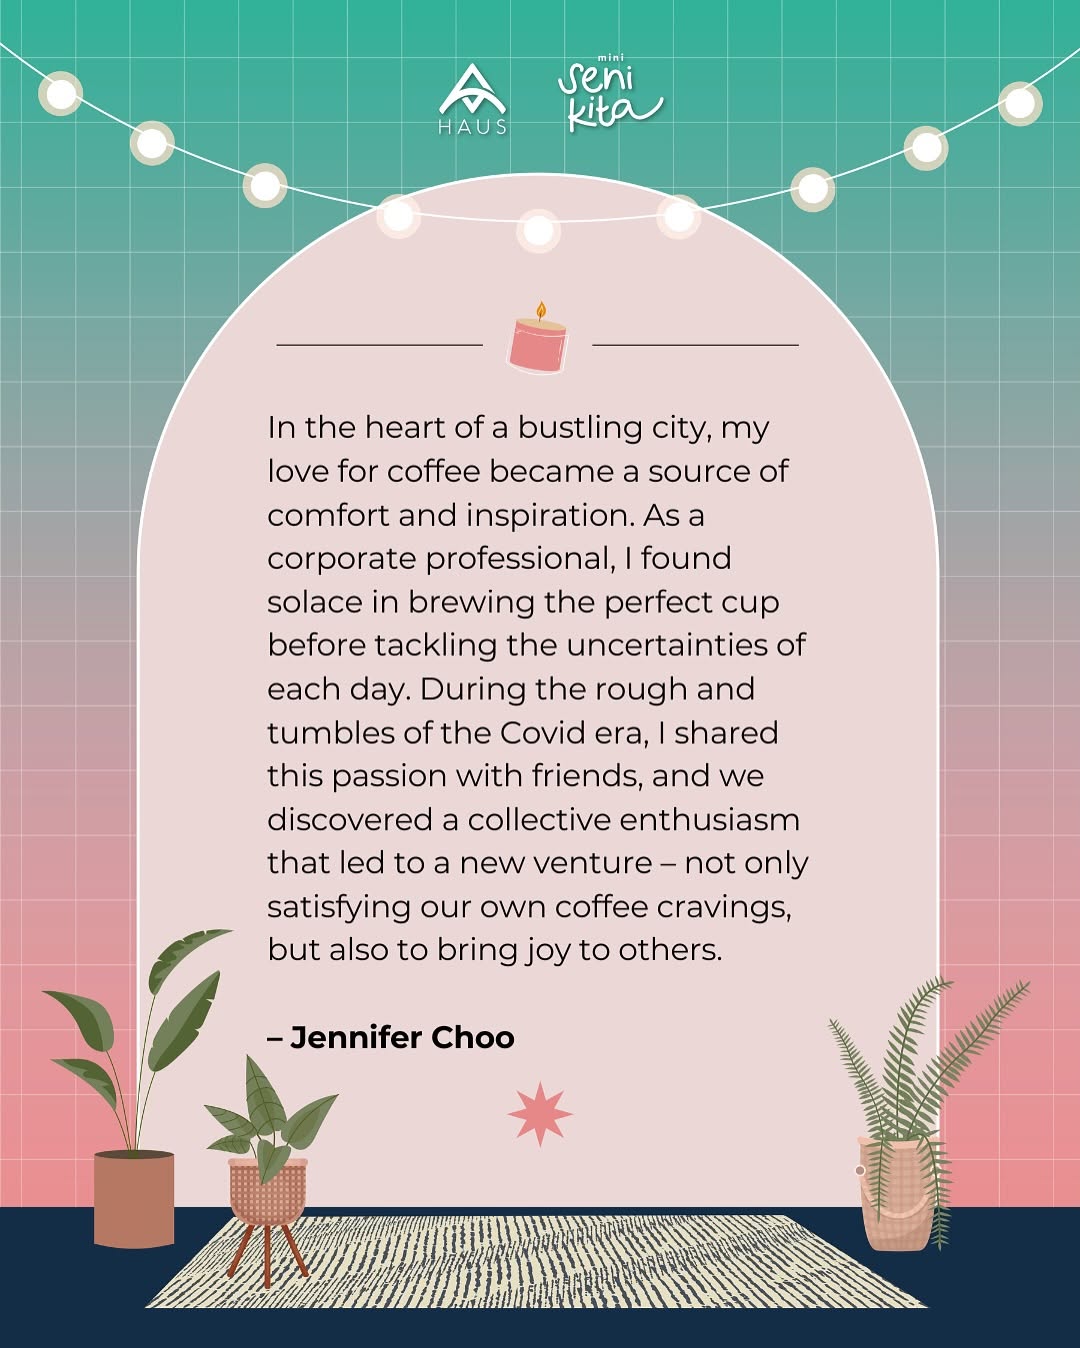 HAUS
mini
seni
kita
In the heart of a bustling city, my
love for coffee became a source of
comfort and inspiration. As a
corporate professional, I found
solace in brewing the perfect cup
before tackling the uncertainties of
each day. During the rough and
tumbles of the Covid era, I shared
this passion with friends, and we
discovered a collective enthusiasm
that led to a new venture – not only
satisfying our own coffee cravings,
but also to bring joy to others.
– Jennifer Choo